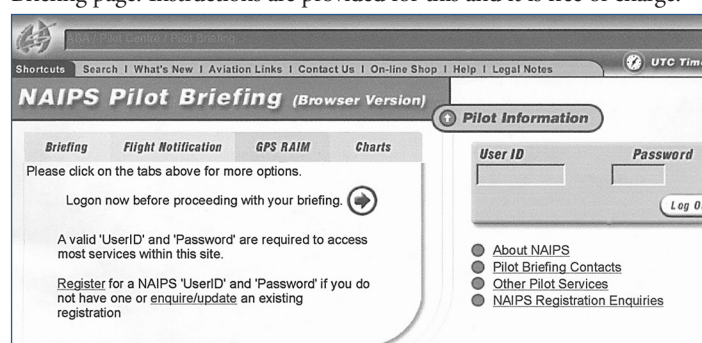 Briefing page. Instructions are provided for this and it is free of charge.
ASA / Pilot Centre / Pilot Briefing
Shortcuts Search I What's New I Aviation Links I Contact Us I On-line Shop I Help I Legal Notes
UTC Tim
NAIPS Pilot Briefing (Browser Version)
Pilot Information
Briefing Flight Notification GPS RAIM Charts
Please click on the tabs above for more options.
Logon now before proceeding with your briefing.
A valid 'UserID' and 'Password' are required to access
most services within this site.
Register for a NAIPS 'UserID' and 'Password' if you do
not have one or enquire/update an existing
registration
User ID Password
Log O
About NAIPS
Pilot Briefing Contacts
Other Pilot Services
NAIPS Registration Enquiries